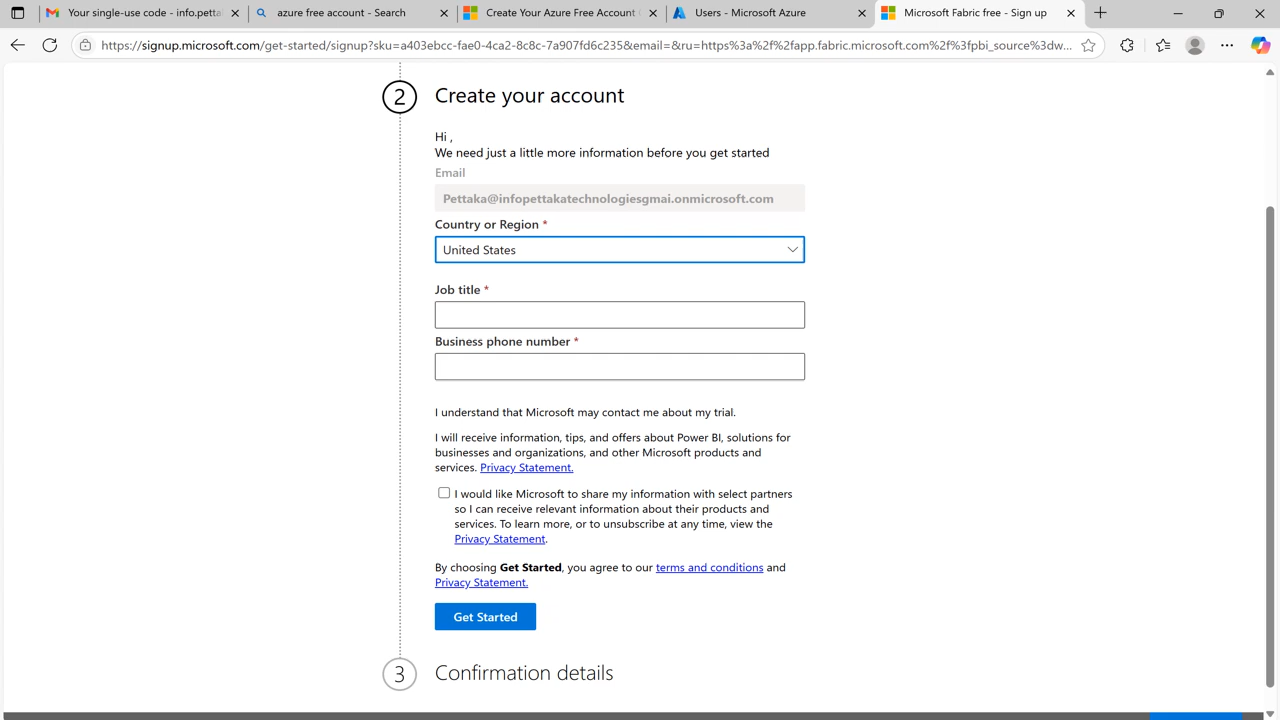 Your single-use code - info.petta
azure free account - Search
Create Your Azure Free Account
Users - Microsoft Azure
Microsoft Fabric free - Sign up
https://signup.microsoft.com/get-started/signup?sku=a403ebcc-fae0-4ca2-8c8c-7a907fd6c235&email=&ru=https%3a%2f%2fapp.fabric.microsoft.com%2f%3fpbi_source%3dw...
2
Create your account
Hi ,
We need just a little more information before you get started
Email
Pettaka@infopettakatechnologiesgmai.onmicrosoft.com
Country or Region *
United States
Job title *
Business phone number *
I understand that Microsoft may contact me about my trial.
I will receive information, tips, and offers about Power BI, solutions for
businesses and organizations, and other Microsoft products and
services. Privacy Statement.
I would like Microsoft to share my information with select partners
so I can receive relevant information about their products and
services. To learn more, or to unsubscribe at any time, view the
Privacy Statement.
By choosing Get Started, you agree to our terms and conditions and
Privacy Statement.
Get Started
3
Confirmation details